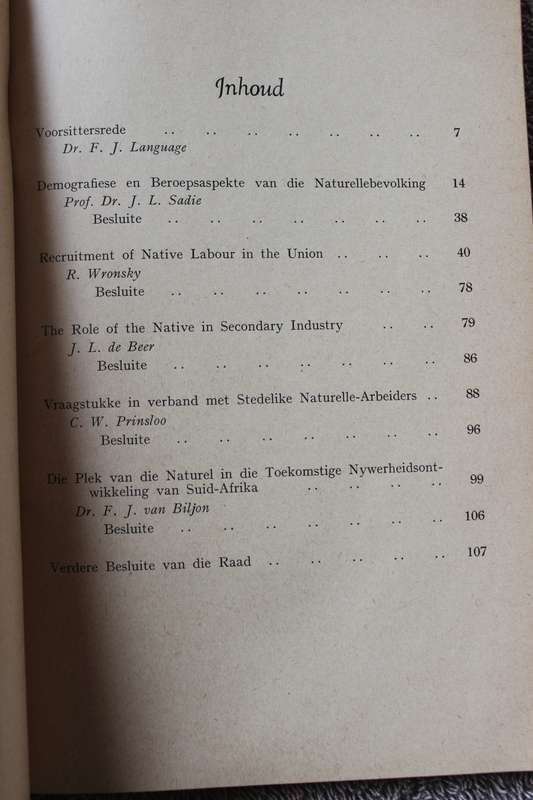 Inhoud
Voorsittersrede .. .. .. .. .. .. .. 7
Dr. F. J. Language
Demografiese en Beroepsaspekte van die Naturellebevolking 14
Prof. Dr. J. L. Sadie
Besluite .. .. .. .. .. .. .. 38
Recruitment of Native Labour in the Union .. .. .. 40
R. Wronsky
Besluite .. .. .. .. .. .. .. 78
The Role of the Native in Secondary Industry .. .. 79
J. L. de Beer
Besluite .. .. .. .. .. .. .. 86
Vraagstukke in verband met Stedelike Naturelle-Arbeiders .. 88
C. W. Prinsloo
Besluite .. .. .. .. .. .. .. 96
Die Plek van die Naturel in die Toekomstige Nywerheidsont-
wikkeling van Suid-Afrika .. .. .. .. 99
Dr. F. J. van Biljon
Besluite .. .. .. .. .. .. .. 106
Verdere Besluite van die Raad .. .. .. .. .. 107